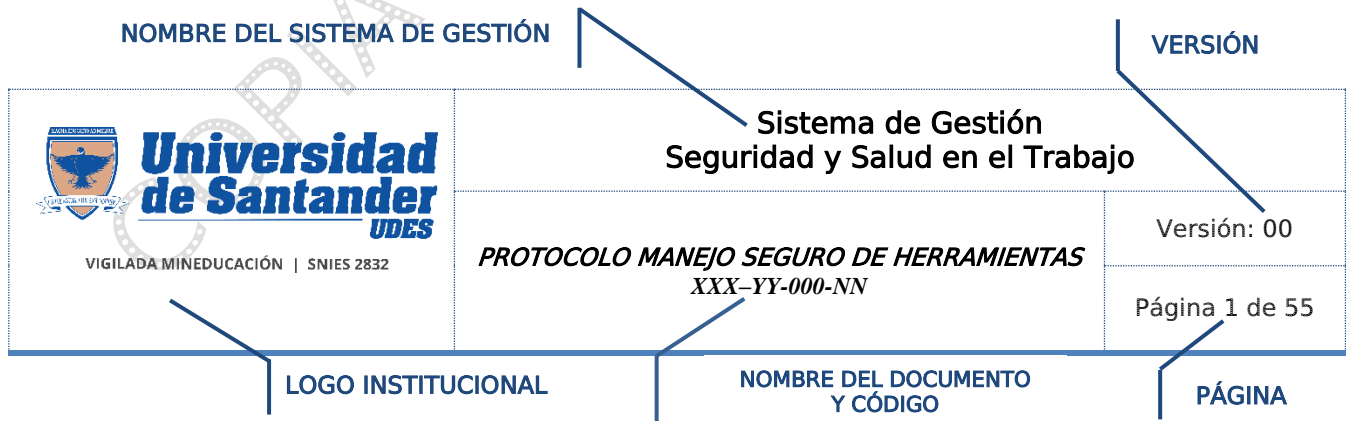 NOMBRE DEL SISTEMA DE GESTIÓN
VERSIÓN
COPIA
Universidad
de Santander
UDES
VIGILADA MINEDUCACIÓN | SNIES 2832
Sistema de Gestión
Seguridad y Salud en el Trabajo
PROTOCOLO MANEJO SEGURO DE HERRAMIENTAS
XXX–YY-000-NN
Versión: 00
Página 1 de 55
LOGO INSTITUCIONAL
NOMBRE DEL DOCUMENTO
Y CÓDIGO
PÁGINA